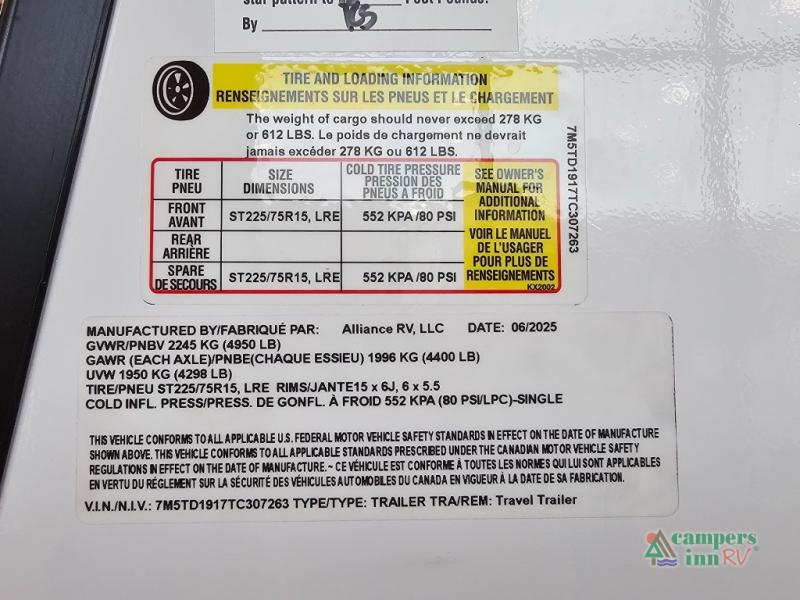 By
TIRE AND LOADING INFORMATION
RENSEIGNEMENTS SUR LES PNEUS ET LE CHARGEMENT
The weight of cargo should never exceed 278 KG
or 612 LBS. Le poids de chargement ne devrait
jamais excéder 278 KG ou 612 LBS.
TIRE PNEU
SIZE DIMENSIONS
COLD TIRE PRESSURE PRESSION DES PNEUS A FROID
FRONT AVANT
ST225/75R15, LRE
552 KPA /80 PSI
REAR ARRIÈRE
SPARE DE SECOURS
ST225/75R15, LRE
552 KPA /80 PSI
SEE OWNER'S
MANUAL FOR
ADDITIONAL
INFORMATION
VOIR LE MANUEL
DE L'USAGER
POUR PLUS DE
RENSEIGNEMENTS
KX2002
7M5TD1917TC307263
MANUFACTURED BY/FABRIQUÉ PAR: Alliance RV, LLC DATE: 06/2025
GVWR/PNBV 2245 KG (4950 LB)
GAWR (EACH AXLE)/PNBE(CHAQUE ESSIEU) 1996 KG (4400 LB)
UVW 1950 KG (4298 LB)
TIRE/PNEU ST225/75R15, LRE RIMS/JANTE15 x 6J, 6 x 5.5
COLD INFL. PRESS/PRESS. DE GONFL. À FROID 552 KPA (80 PSI/LPC)-SINGLE
THIS VEHICLE CONFORMS TO ALL APPLICABLE U.S. FEDERAL MOTOR VEHICLE SAFETY STANDARDS IN EFFECT ON THE DATE OF MANUFACTURE
SHOWN ABOVE. THIS VEHICLE CONFORMS TO ALL APPLICABLE STANDARDS PRESCRIBED UNDER THE CANADIAN MOTOR VEHICLE SAFETY
REGULATIONS IN EFFECT ON THE DATE OF MANUFACTURE. ~ CE VÉHICULE EST CONFORME À TOUTES LES NORMES QUI LUI SONT APPLICABLES
EN VERTU DU RÉGLEMENT SUR LA SÉCURITÉ DES VÉHICULES AUTOMOBILES DU CANADA EN VIGUEUR À LA DATE DE SA FABRICATION.
V.I.N./N.I.V.: 7M5TD1917TC307263 TYPE/TYPE: TRAILER TRA/REM: Travel Trailer
campers
inn RV®